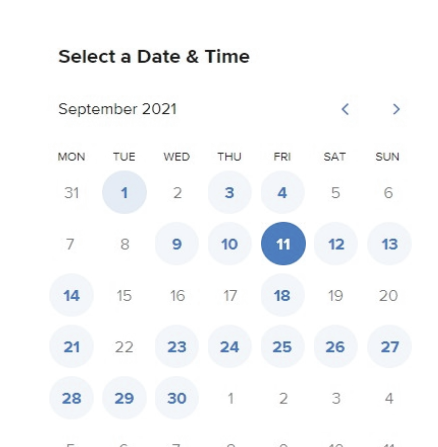 Select a Date & Time
September 2021
MON TUE WED THU FRI SAT SUN
31 1 2 3 4 5 6
7 8 9 10 11 12 13
14 15 16 17 18 19 20
21 22 23 24 25 26 27
28 29 30 1 2 3 4